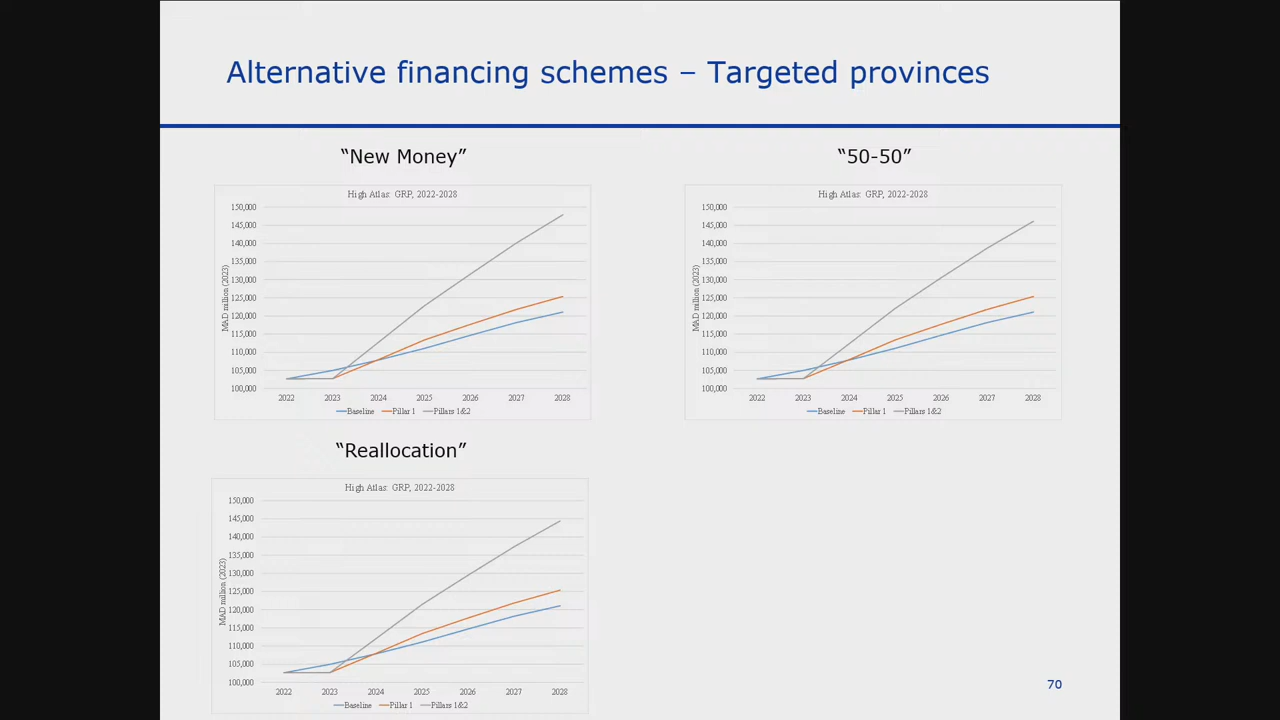 Alternative financing schemes – Targeted provinces
“New Money”
High Atlas: GRP, 2022-2028
MAD million (2023)
150,000
145,000
140,000
135,000
130,000
125,000
120,000
115,000
110,000
105,000
100,000
2022 2023 2024 2025 2026 2027 2028
Baseline Pillar 1 Pillars 1&2
“50-50”
High Atlas: GRP, 2022-2028
MAD million (2023)
150,000
145,000
140,000
135,000
130,000
125,000
120,000
115,000
110,000
105,000
100,000
2022 2023 2024 2025 2026 2027 2028
Baseline Pillar 1 Pillars 1&2
“Reallocation”
High Atlas: GRP, 2022-2028
MAD million (2023)
150,000
145,000
140,000
135,000
130,000
125,000
120,000
115,000
110,000
105,000
100,000
2022 2023 2024 2025 2026 2027 2028
Baseline Pillar 1 Pillars 1&2
70